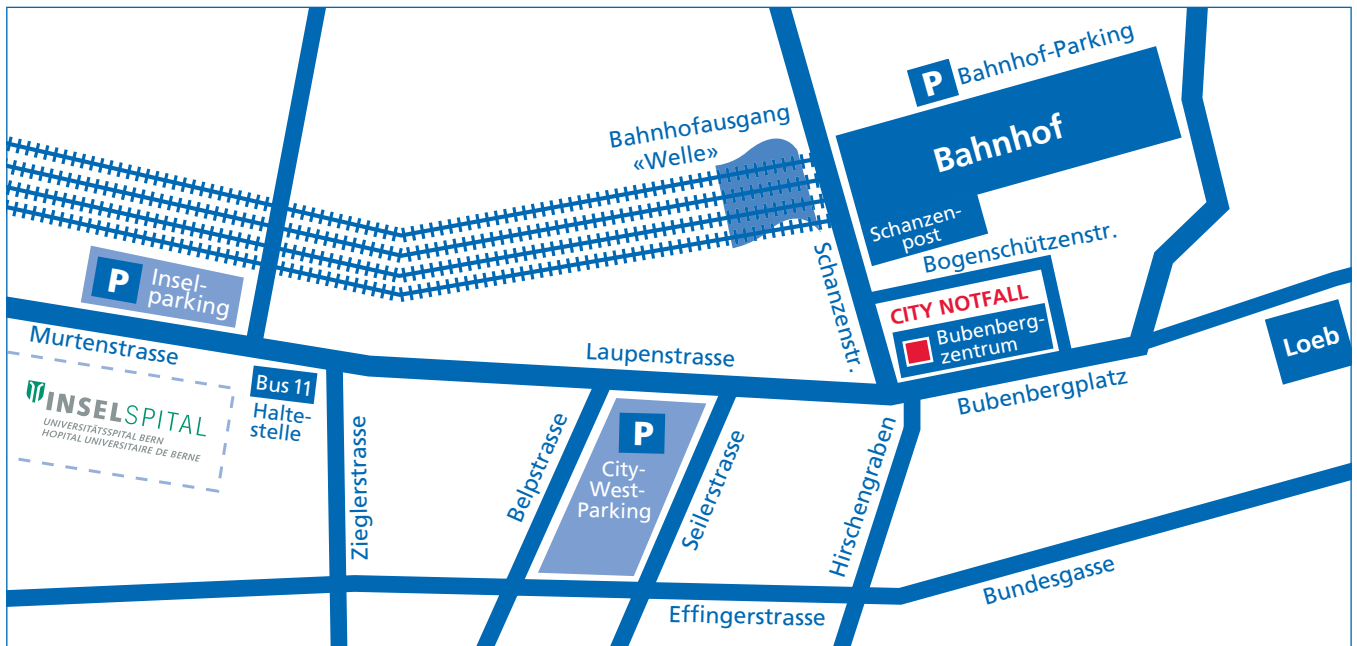 P Bahnhof-Parking
Bahnhofausgang
«Welle»
Bahnhof
Schanzen-
post
Bogenschützenstr.
Schanzenstr.
CITY NOTFALL
Bubenberg-
zentrum
Loeb
Bubenbergplatz
P
Insel-
parking
Murtenstrasse
Laupenstrasse
INSELSPITAL
UNIVERSITÄTSSPITAL BERN
HOPITAL UNIVERSITAIRE DE BERNE
Bus 11
Halte-
stelle
Zieglerstrasse
Belpstrasse
P
City-
West-
Parking
Seilerstrasse
Hirschengraben
Effingerstrasse
Bundesgasse